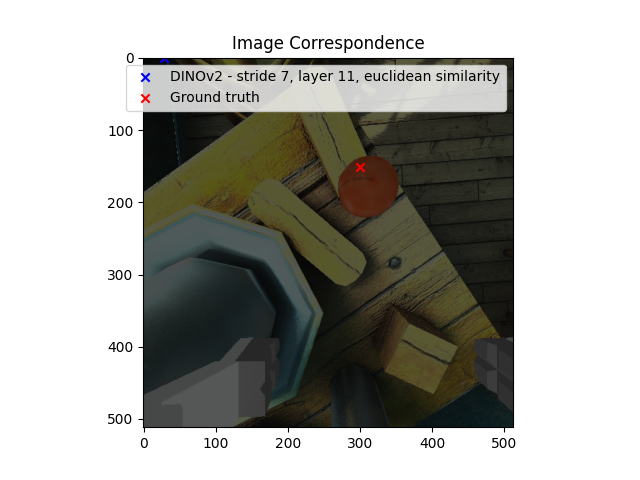 Image Correspondence
DINOv2 - stride 7, layer 11, euclidean similarity
Ground truth
0
100
200
300
400
500
0 100 200 300 400 500